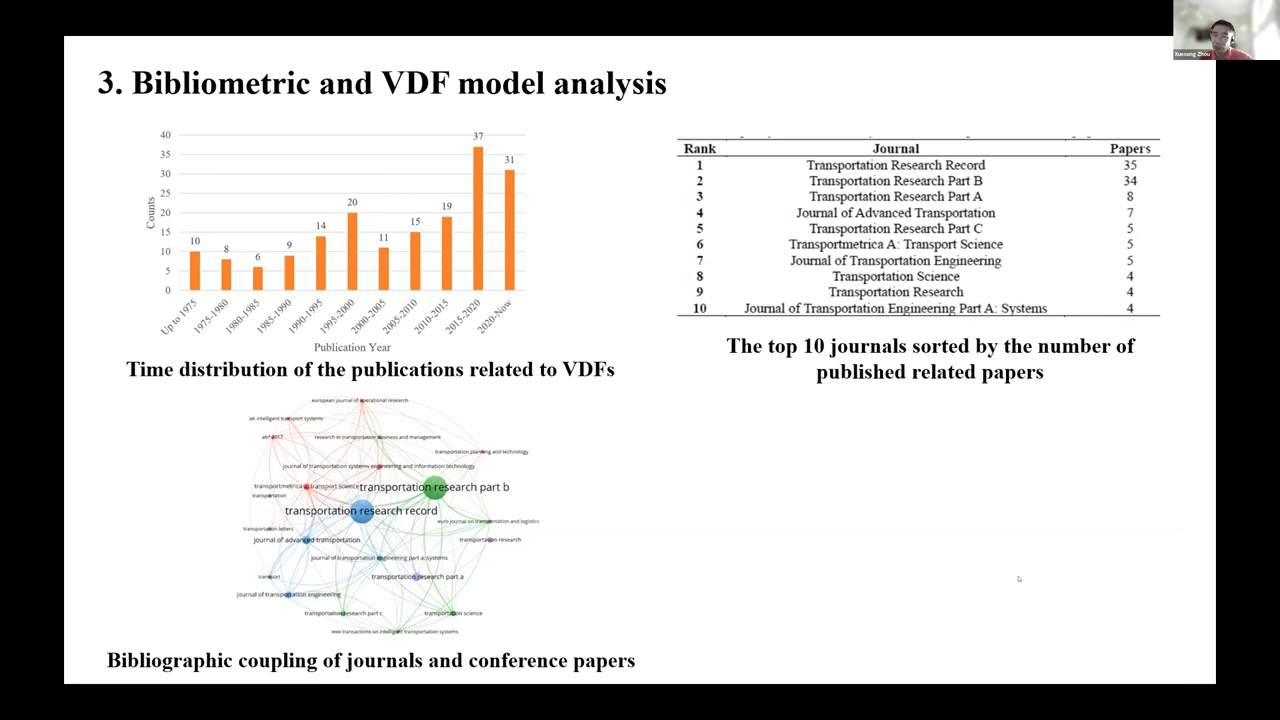 Xuesong Zhou
3. Bibliometric and VDF model analysis
40
35
30
25
20
15
10
5
0
Counts
10
8
6
9
14
20
11
15
19
37
31
Up to 1975
1975-1980
1980-1985
1985-1990
1990-1995
1995-2000
2000-2005
2005-2010
2010-2015
2015-2020
2020-Now
Publication Year
Time distribution of the publications related to VDFs
Rank Journal Papers
1 Transportation Research Record 35
2 Transportation Research Part B 34
3 Transportation Research Part A 8
4 Journal of Advanced Transportation 7
5 Transportation Research Part C 5
6 Transportmetrica A: Transport Science 5
7 Journal of Transportation Engineering 5
8 Transportation Science 4
9 Transportation Research 4
10 Journal of Transportation Engineering Part A: Systems 4
The top 10 journals sorted by the number of
published related papers
european journal of operational research
intelligent transport systems
research in transportation business and management
transportation planning and technology
journal of transportation systems engineering and information technology
transportmetrica a: transport science
transportation research part b
transportation
transportation research record
euro journal on transportation and logistics
transportation letters
journal of advanced transportation
transportation research
journal of transportation engineering part a:systems
transport
transportation research part a
journal of transportation engineering
transportation research part c
transportation science
ieee transactions on intelligent transportation systems
Bibliographic coupling of journals and conference papers